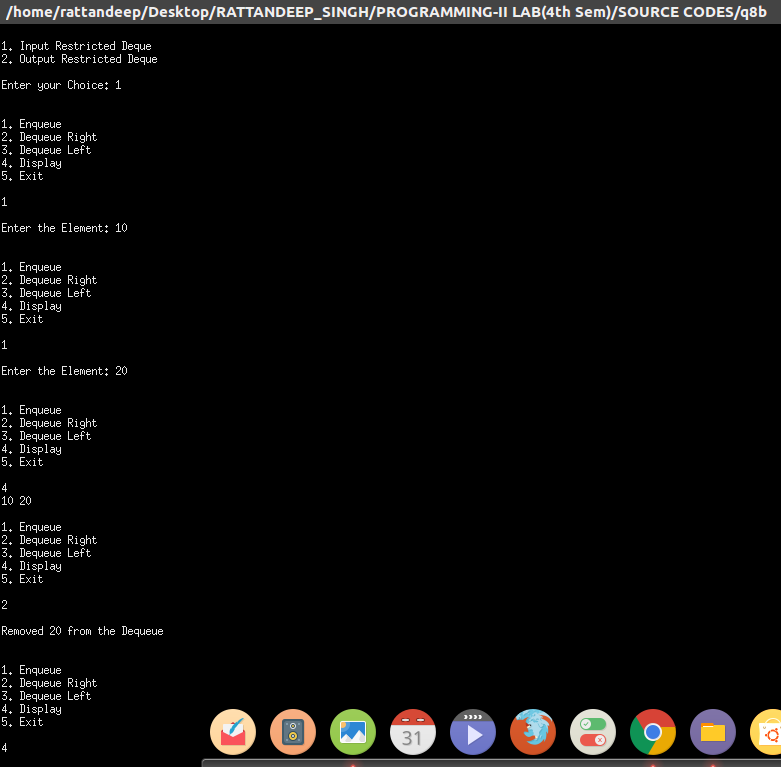 /home/rattandeep/Desktop/RATTANDEEP_SINGH/PROGRAMMING-II LAB(4th Sem)/SOURCE CODES/q8b
1. Input Restricted Deque
2. Output Restricted Deque
Enter your Choice: 1
1. Enqueue
2. Dequeue Right
3. Dequeue Left
4. Display
5. Exit
1
Enter the Element: 10
1. Enqueue
2. Dequeue Right
3. Dequeue Left
4. Display
5. Exit
1
Enter the Element: 20
1. Enqueue
2. Dequeue Right
3. Dequeue Left
4. Display
5. Exit
4
10 20
1. Enqueue
2. Dequeue Right
3. Dequeue Left
4. Display
5. Exit
2
Removed 20 from the Dequeue
1. Enqueue
2. Dequeue Right
3. Dequeue Left
4. Display
5. Exit
4
31